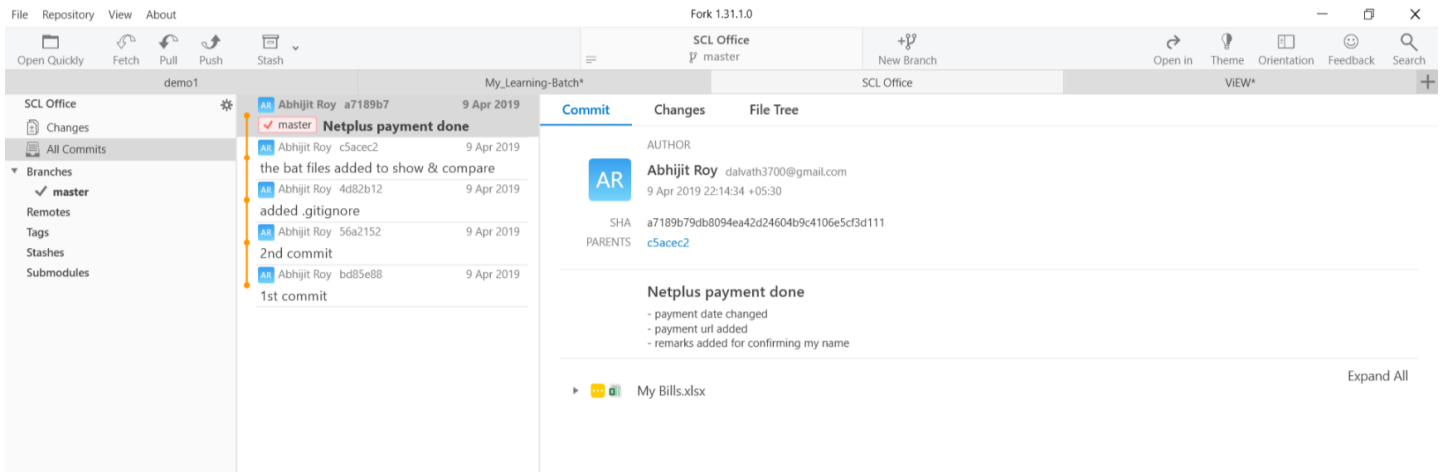 File Repository View About Fork 1.31.1.0
Open Quickly Fetch Pull Push Stash SCL Office master New Branch Open in Theme Orientation Feedback Search
demo1 My_Learning-Batch* SCL Office ViEW*
SCL Office
Changes
All Commits
Branches
master
Remotes
Tags
Stashes
Submodules
AR Abhijit Roy a7189b7 9 Apr 2019
master Netplus payment done
AR Abhijit Roy c5acec2 9 Apr 2019
the bat files added to show & compare
AR Abhijit Roy 4d82b12 9 Apr 2019
added .gitignore
AR Abhijit Roy 56a2152 9 Apr 2019
2nd commit
AR Abhijit Roy bd85e88 9 Apr 2019
1st commit
Commit Changes File Tree
AUTHOR
AR
Abhijit Roy dalvath3700@gmail.com
9 Apr 2019 22:14:34 +05:30
SHA a7189b79db8094ea42d24604b9c4106e5cf3d111
PARENTS c5acec2
Netplus payment done
- payment date changed
- payment url added
- remarks added for confirming my name
Expand All
My Bills.xlsx